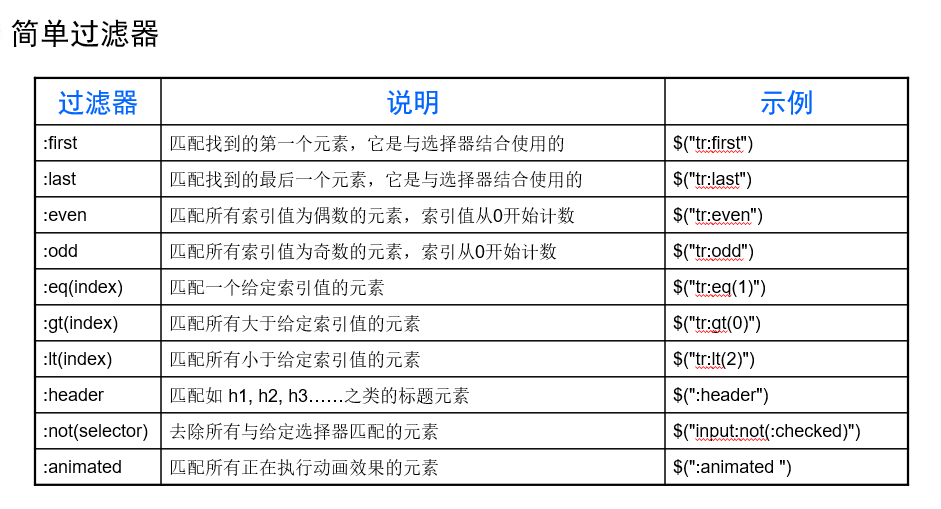 简单过滤器
过滤器 说明 示例
:first 匹配找到的第一个元素，它是与选择器结合使用的 $("tr:first")
:last 匹配找到的最后一个元素，它是与选择器结合使用的 $("tr:last")
:even 匹配所有索引值为偶数的元素，索引值从0开始计数 $("tr:even")
:odd 匹配所有索引值为奇数的元素，索引从0开始计数 $("tr:odd")
:eq(index) 匹配一个给定索引值的元素 $("tr:eq(1)")
:gt(index) 匹配所有大于给定索引值的元素 $("tr:gt(0)")
:lt(index) 匹配所有小于给定索引值的元素 $("tr:lt(2)")
:header 匹配如 h1, h2, h3……之类的标题元素 $(":header")
:not(selector) 去除所有与给定选择器匹配的元素 $("input:not(:checked)")
:animated 匹配所有正在执行动画效果的元素 $(":animated ")